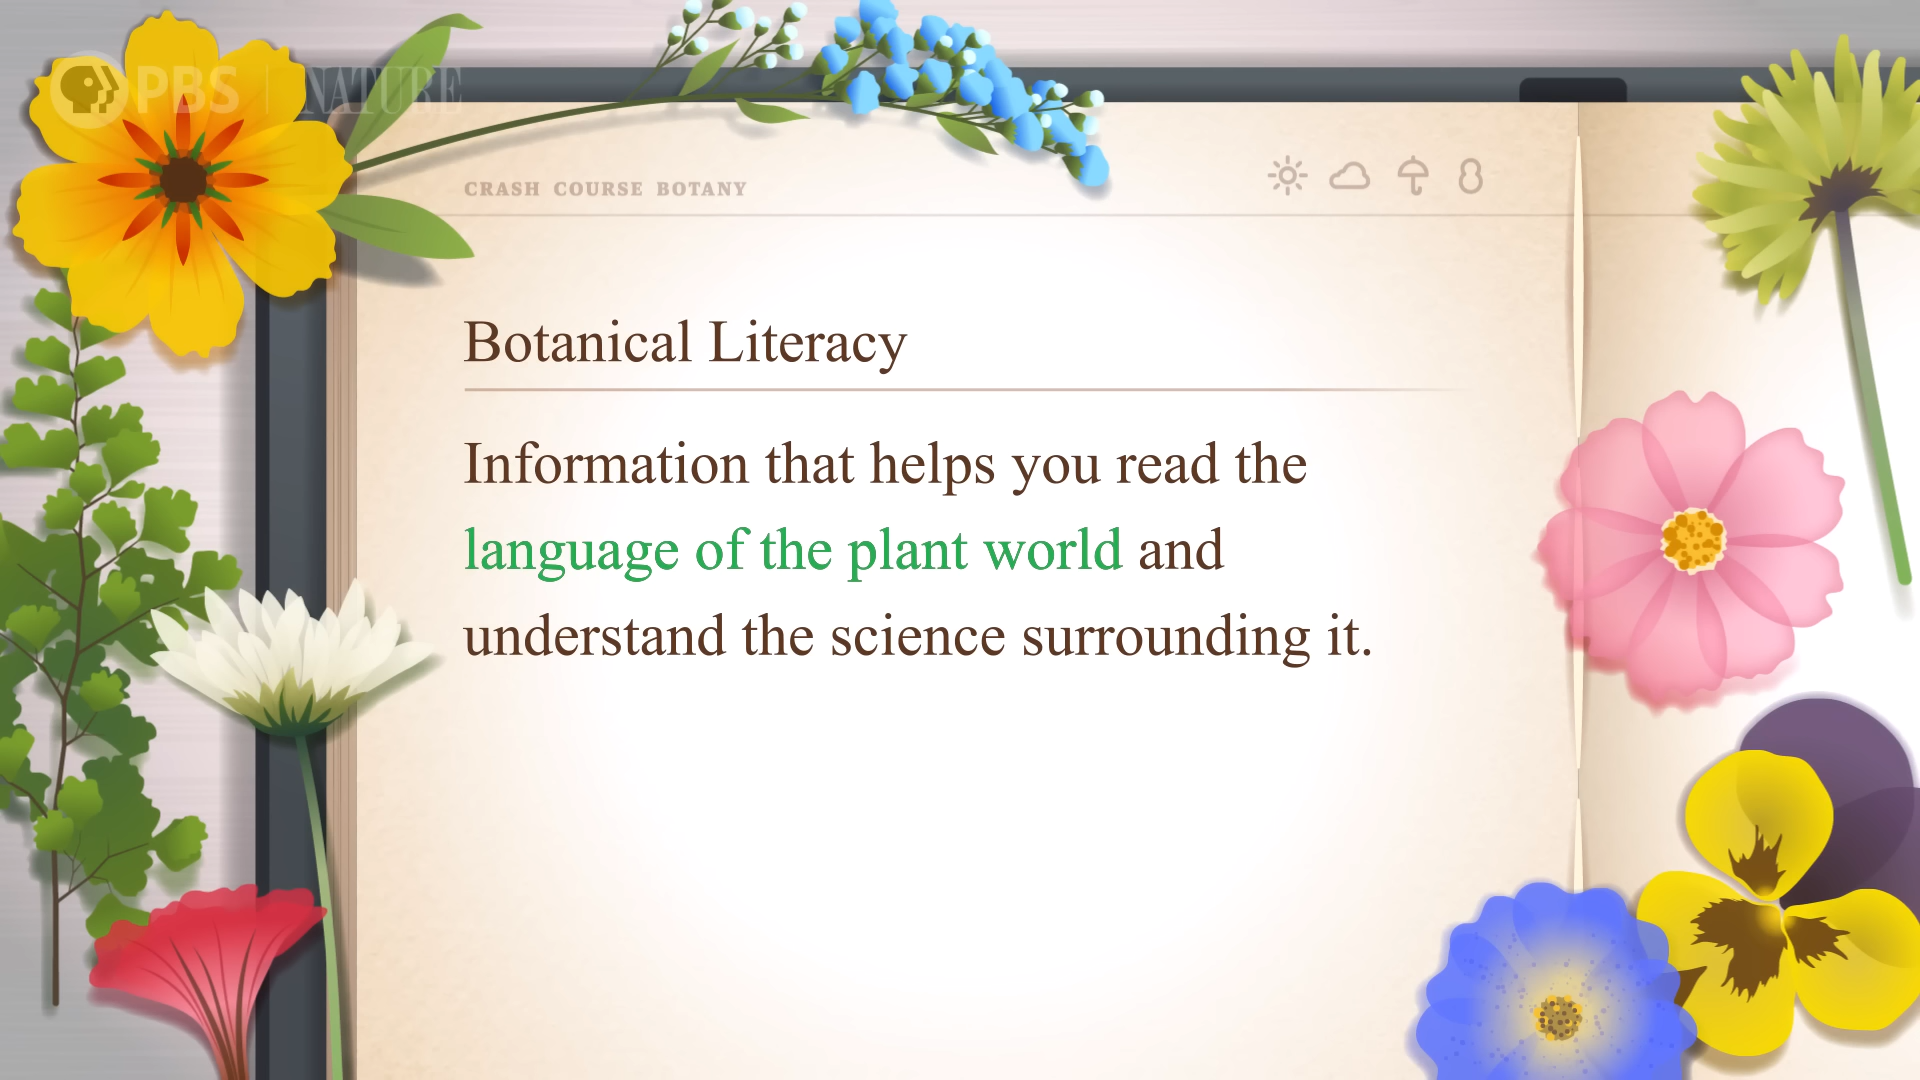 PBS | NATURE
CRASH COURSE BOTANY
Botanical Literacy
Information that helps you read the
language of the plant world and
understand the science surrounding it.